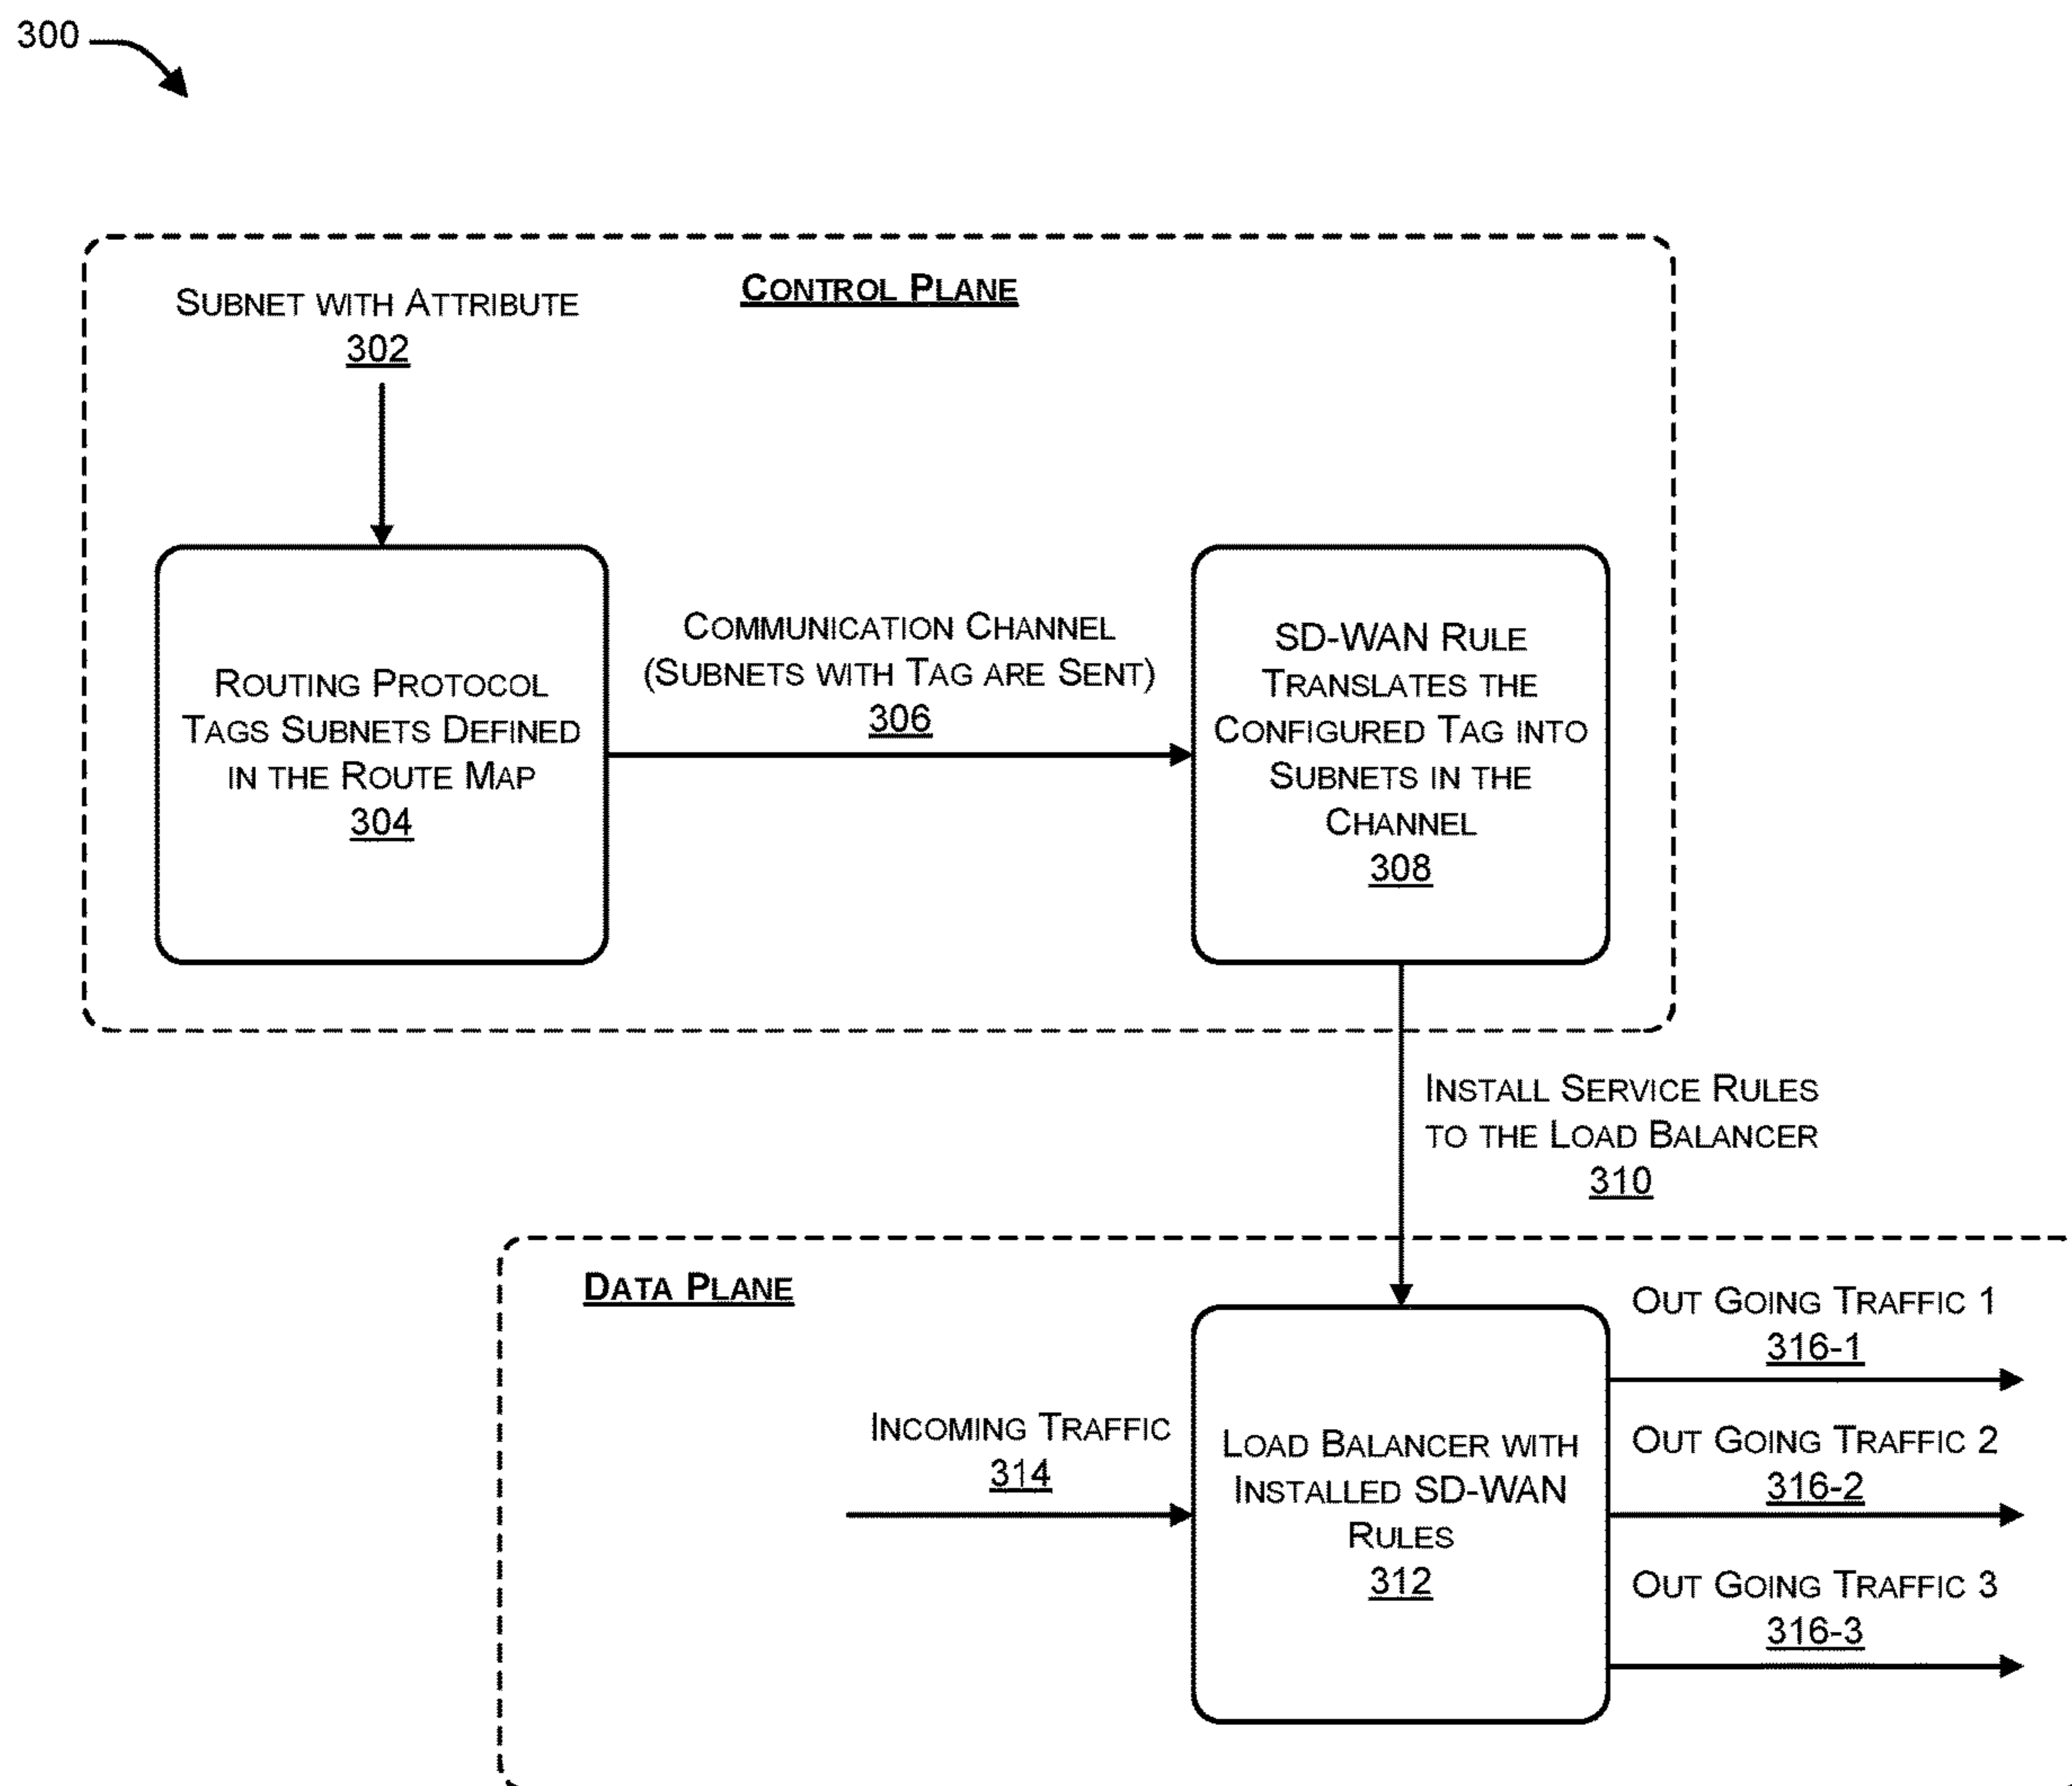 300
CONTROL PLANE
SUBNET WITH ATTRIBUTE
302
ROUTING PROTOCOL
TAGS SUBNETS DEFINED
IN THE ROUTE MAP
304
COMMUNICATION CHANNEL
(SUBNETS WITH TAG ARE SENT)
306
SD-WAN RULE
TRANSLATES THE
CONFIGURED TAG INTO
SUBNETS IN THE
CHANNEL
308
INSTALL SERVICE RULES
TO THE LOAD BALANCER
310
DATA PLANE
INCOMING TRAFFIC
314
LOAD BALANCER WITH
INSTALLED SD-WAN
RULES
312
OUT GOING TRAFFIC 1
316-1
OUT GOING TRAFFIC 2
316-2
OUT GOING TRAFFIC 3
316-3